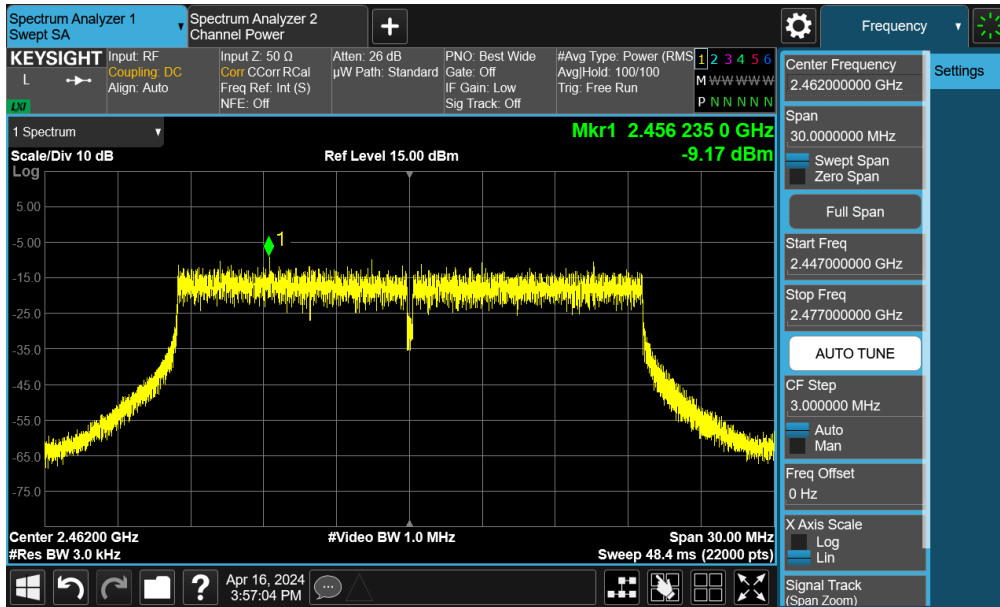 Spectrum Analyzer 1
Swept SA
Spectrum Analyzer 2
Channel Power
Frequency
KEYSIGHT
L
LXI
Input: RF
Coupling: DC
Align: Auto
Input Z: 50 Ω
Corr CCorr RCal
Freq Ref: Int (S)
NFE: Off
Atten: 26 dB
µW Path: Standard
PNO: Best Wide
Gate: Off
IF Gain: Low
Sig Track: Off
#Avg Type: Power (RMS
Avg|Hold: 100/100
Trig: Free Run
1 2 3 4 5 6
M W W W W W
P N N N N N
1 Spectrum
Scale/Div 10 dB
Log
Ref Level 15.00 dBm
Mkr1 2.456 235 0 GHz
-9.17 dBm
5.00
-5.00
-15.0
-25.0
-35.0
-45.0
-55.0
-65.0
-75.0
1
Center 2.46200 GHz
#Res BW 3.0 kHz
#Video BW 1.0 MHz
Span 30.00 MHz
Sweep 48.4 ms (22000 pts)
Center Frequency
2.462000000 GHz
Span
30.0000000 MHz
Swept Span
Zero Span
Full Span
Start Freq
2.447000000 GHz
Stop Freq
2.477000000 GHz
AUTO TUNE
CF Step
3.000000 MHz
Auto
Man
Freq Offset
0 Hz
X Axis Scale
Log
Lin
Signal Track
(Span Zoom)
Settings
?
Apr 16, 2024
3:57:04 PM